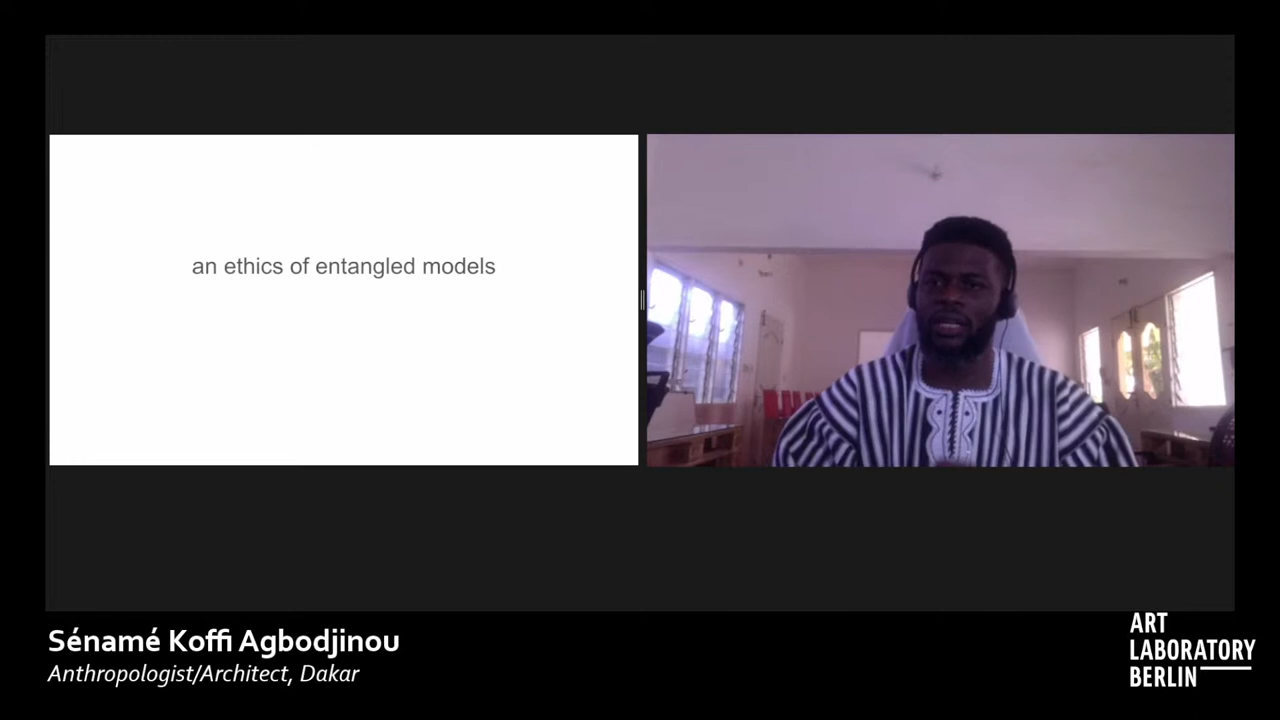 an ethics of entangled models
Sénamé Koffi Agbodjinou
Anthropologist/Architect, Dakar
ART
LABORATORY
BERLIN